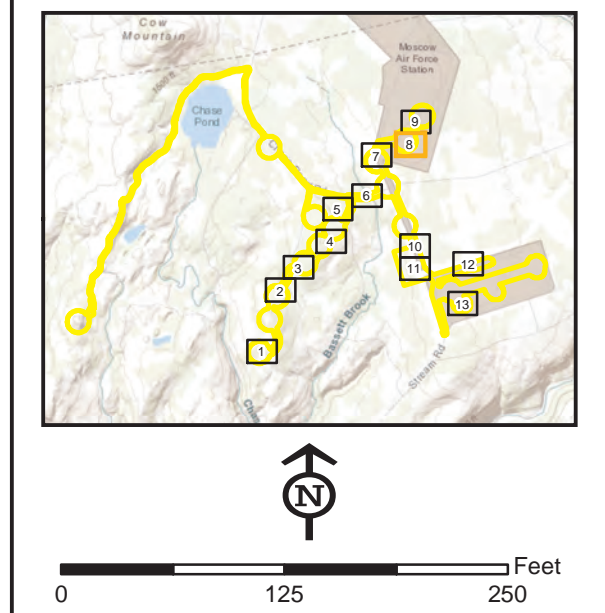 Cow
Mountain
Moscow
Air Force
Station
Chase
Pond
9
8
7
6
5
4
10
3
11
12
2
13
1
Bassett Brook
Stream Rd
N
Feet
0 125 250